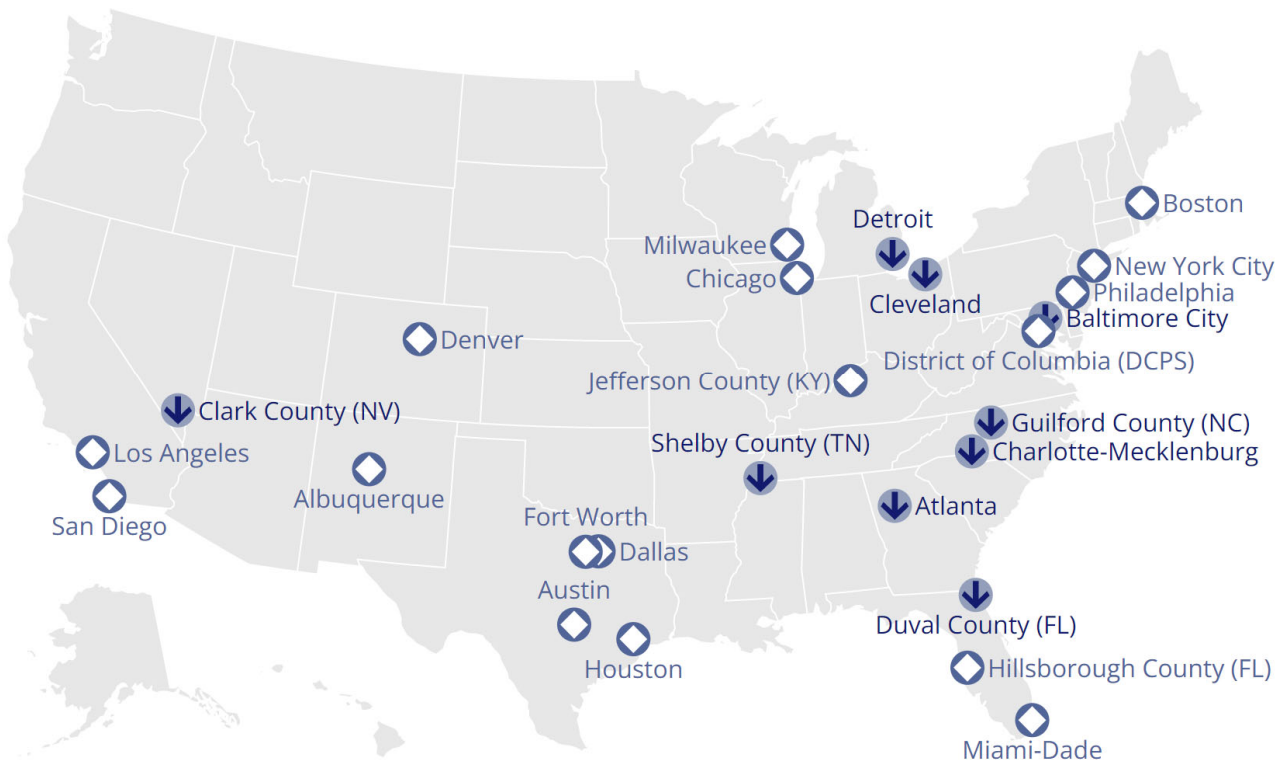 Boston
Detroit
Milwaukee
New York City
Chicago
Philadelphia
Cleveland
Baltimore City
Denver
District of Columbia (DCPS)
Jefferson County (KY)
Clark County (NV)
Guilford County (NC)
Shelby County (TN)
Charlotte-Mecklenburg
Los Angeles
Albuquerque
Atlanta
Fort Worth
San Diego
Dallas
Austin
Duval County (FL)
Houston
Hillsborough County (FL)
Miami-Dade